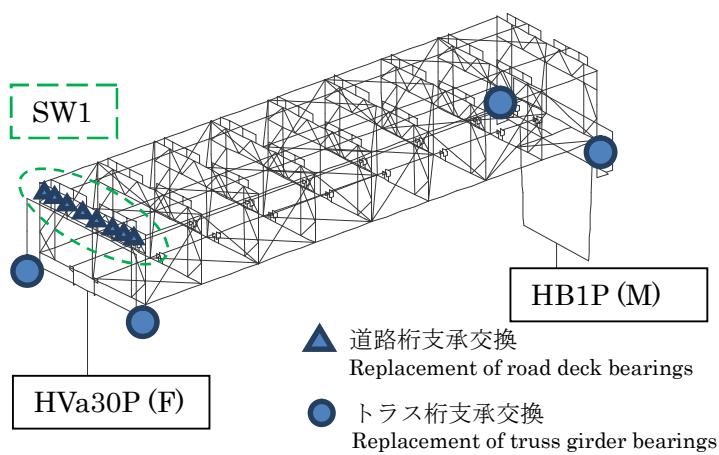 SW1
HB1P (M)
道路桁支承交換
Replacement of road deck bearings
HVa30P (F)
トラス桁支承交換
Replacement of truss girder bearings